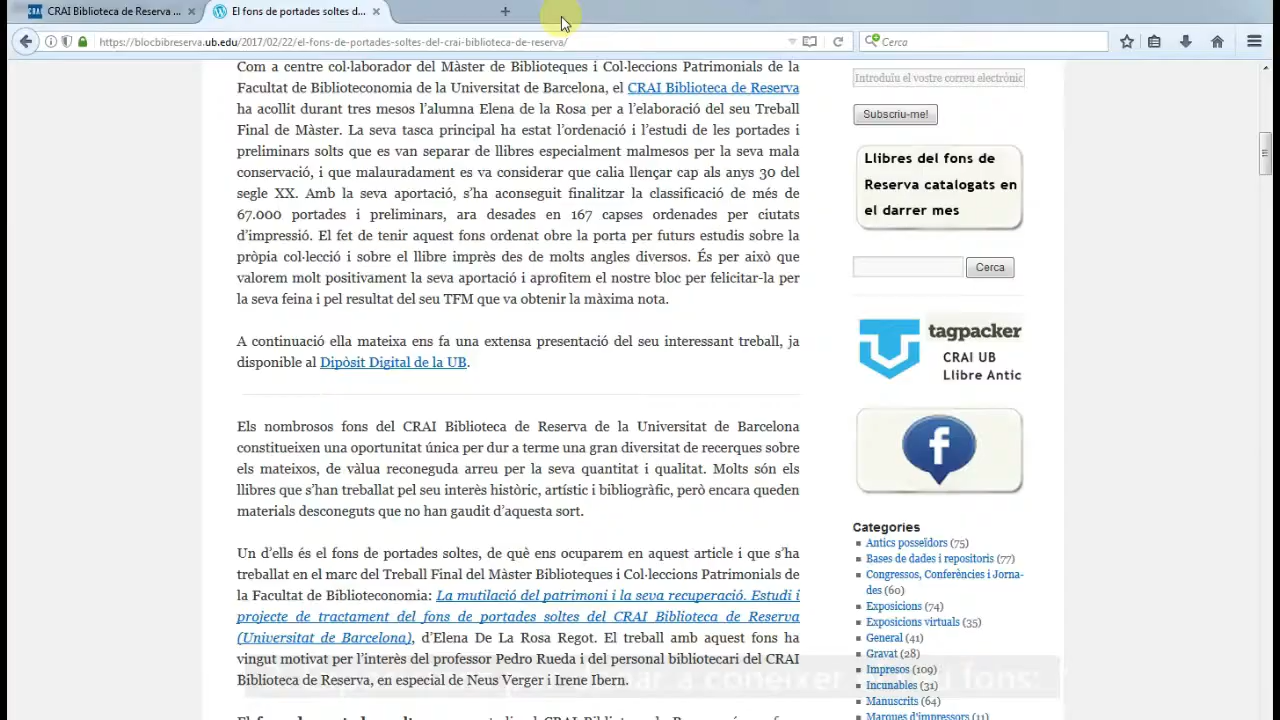 CRAI Biblioteca de Reserva ...
El fons de portades soltes d...
https://blocbibreserva.ub.edu/2017/02/22/el-fons-de-portades-soltes-del-crai-biblioteca-de-reserva/
Cerca
Com a centre col·laborador del Màster de Biblioteques i Col·leccions Patrimonials de la
Facultat de Biblioteconomia de la Universitat de Barcelona, el CRAI Biblioteca de Reserva
ha acollit durant tres mesos l'alumna Elena de la Rosa per a l'elaboració del seu Treball
Final de Màster. La seva tasca principal ha estat l'ordenació i l'estudi de les portades i
preliminars solts que es van separar de llibres especialment malmesos per la seva mala
conservació, i que malauradament es va considerar que calia llençar cap als anys 30 del
segle XX. Amb la seva aportació, s'ha aconseguit finalitzar la classificació de més de
67.000 portades i preliminars, ara desades en 167 capses ordenades per ciutats
d'impressió. El fet de tenir aquest fons ordenat obre la porta per futurs estudis sobre la
pròpia col·lecció i sobre el llibre imprès des de molts angles diversos. És per això que
valorem molt positivament la seva aportació i aprofitem el nostre bloc per felicitar-la per
la seva feina i pel resultat del seu TFM que va obtenir la màxima nota.
A continuació ella mateixa ens fa una extensa presentació del seu interessant treball, ja
disponible al Dipòsit Digital de la UB.
Els nombrosos fons del CRAI Biblioteca de Reserva de la Universitat de Barcelona
constitueixen una oportunitat única per dur a terme una gran diversitat de recerques sobre
els mateixos, de vàlua reconeguda arreu per la seva quantitat i qualitat. Molts són els
llibres que s'han treballat pel seu interès històric, artístic i bibliogràfic, però encara queden
materials desconeguts que no han gaudit d'aquesta sort.
Un d'ells és el fons de portades soltes, de què ens ocuparem en aquest article i que s'ha
treballat en el marc del Treball Final del Màster Biblioteques i Col·leccions Patrimonials de
la Facultat de Biblioteconomia: La mutilació del patrimoni i la seva recuperació. Estudi i
projecte de tractament del fons de portades soltes del CRAI Biblioteca de Reserva
(Universitat de Barcelona), d'Elena De La Rosa Regot. El treball amb aquest fons ha
vingut motivat per l'interès del professor Pedro Rueda i del personal bibliotecari del CRAI
Biblioteca de Reserva, en especial de Neus Verger i Irene Ibern.
Introduïu el vostre correu electrònic
Subscriu-me!
Llibres del fons de
Reserva catalogats en
el darrer mes
Cerca
tagpacker
CRAI UB
Llibre Antic
f
Categories
Antics posseïdors (75)
Bases de dades i repositoris (77)
Congressos, Conferències i Jorna-
des (60)
Exposicions (74)
Exposicions virtuals (35)
General (41)
Gravat (28)
Impresos (109)
Incunables (31)
Manuscrits (64)
Marques d'impressors (11)